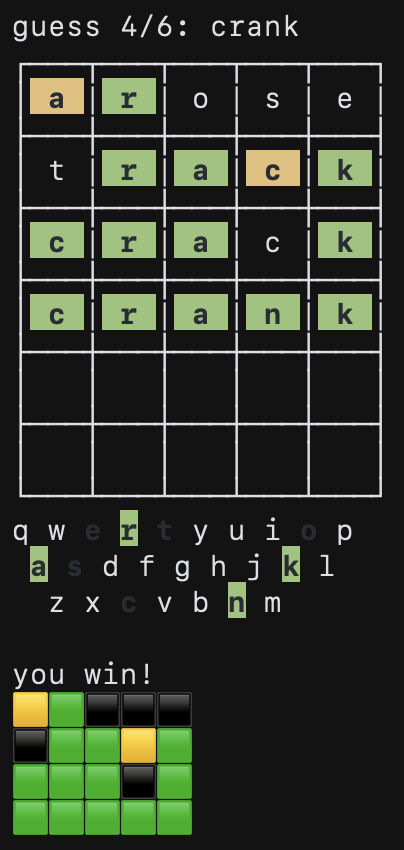 guess 4/6: crank
a r o s e
t r a c k
c r a c k
c r a n k
q w e r t y u i o p
a s d f g h j k l
z x c v b n m
you win!